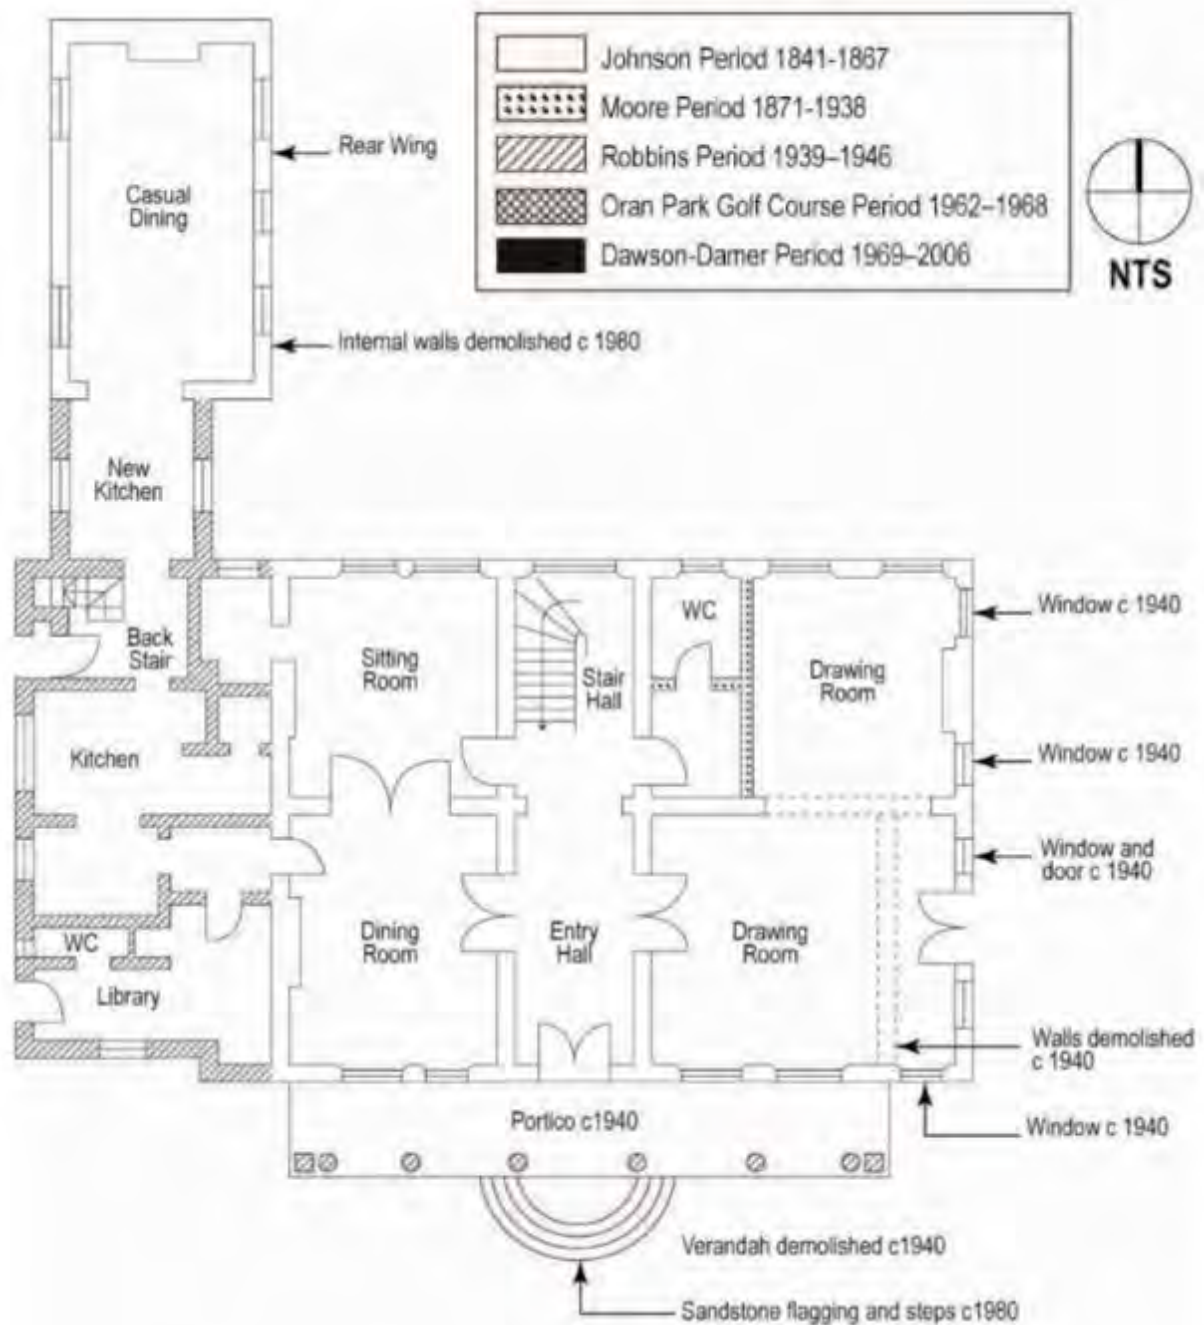 Johnson Period 1841-1867
Moore Period 1871-1938
Robbins Period 1939–1946
Oran Park Golf Course Period 1962–1968
Dawson-Damer Period 1969–2006
NTS
Rear Wing
Casual
Dining
Internal walls demolished c 1980
New
Kitchen
Back
Stair
Sitting
Room
Stair
Hall
WC
Drawing
Room
Window c 1940
Window c 1940
Kitchen
Window and
door c 1940
WC
Library
Dining
Room
Entry
Hall
Drawing
Room
Walls demolished
c 1940
Window c 1940
Portico c1940
Verandah demolished c1940
Sandstone flagging and steps c1980